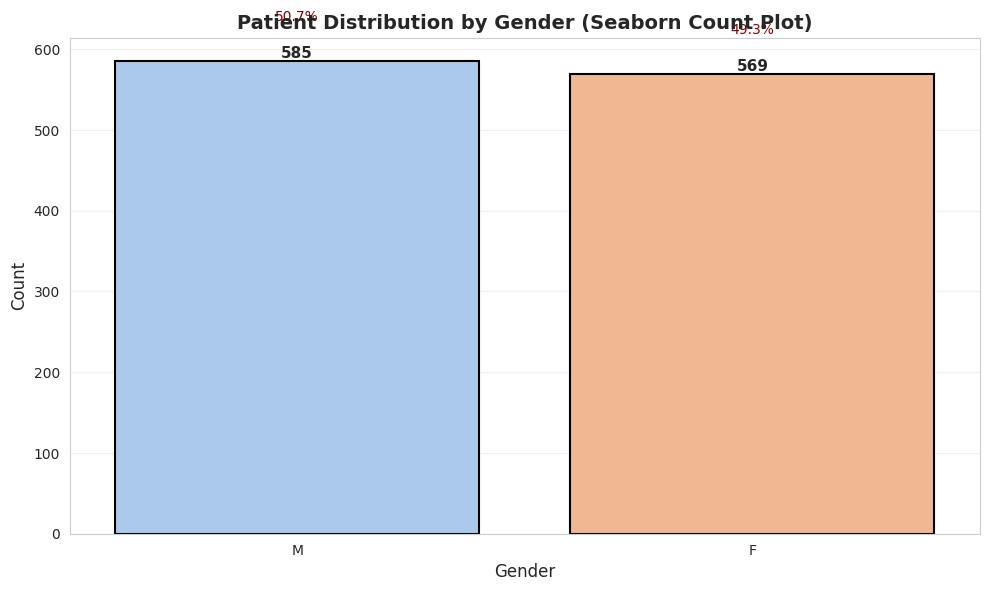 50.7%
Patient Distribution by Gender (Seaborn Count Plot)
49.3%
600
585
569
500
400
300
200
100
0
Count
M
F
Gender